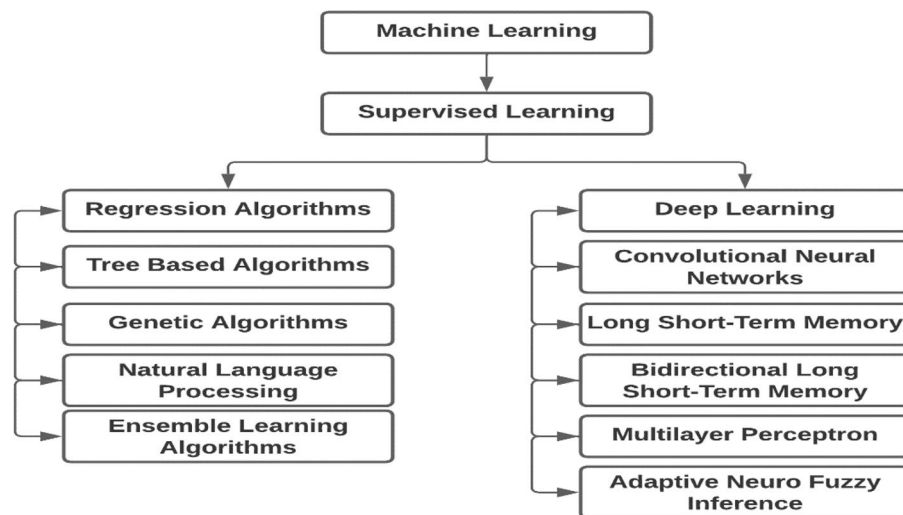 Machine Learning
Supervised Learning
Regression Algorithms
Tree Based Algorithms
Genetic Algorithms
Natural Language
Processing
Ensemble Learning
Algorithms
Deep Learning
Convolutional Neural
Networks
Long Short-Term Memory
Bidirectional Long
Short-Term Memory
Multilayer Perceptron
Adaptive Neuro Fuzzy
Inference